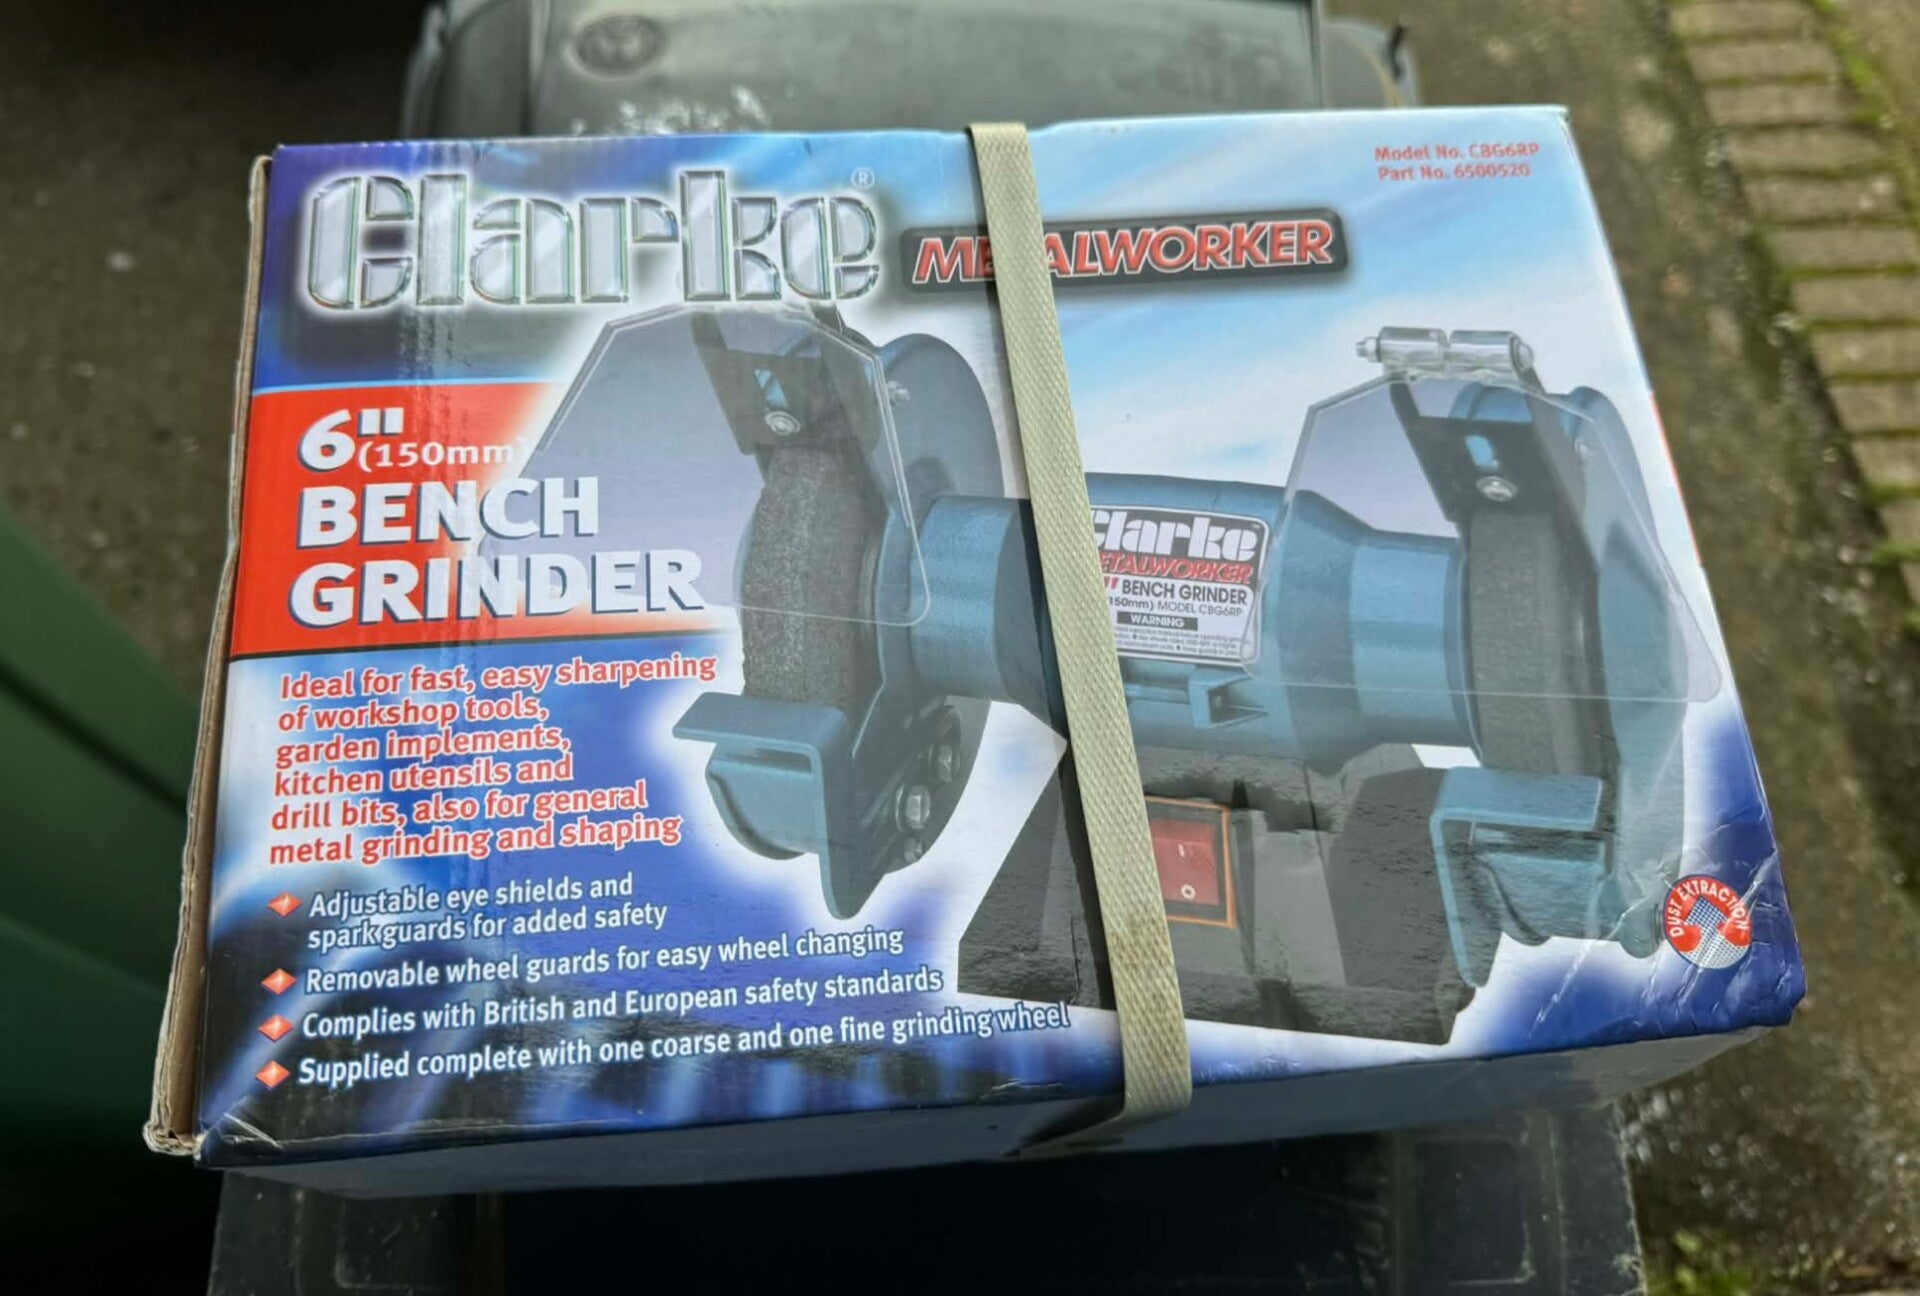 Clarke®
METALWORKER
Model No. CBG6RP
Part No. 6500520
6" (150mm)
BENCH
GRINDER
Ideal for fast, easy sharpening
of workshop tools,
garden implements,
kitchen utensils and
drill bits, also for general
metal grinding and shaping
Adjustable eye shields and
spark guards for added safety
Removable wheel guards for easy wheel changing
Complies with British and European safety standards
Supplied complete with one coarse and one fine grinding wheel
Clarke
METALWORKER
" BENCH GRINDER
150mm) MODEL CBG6RP
WARNING
DUST EXTRACTION